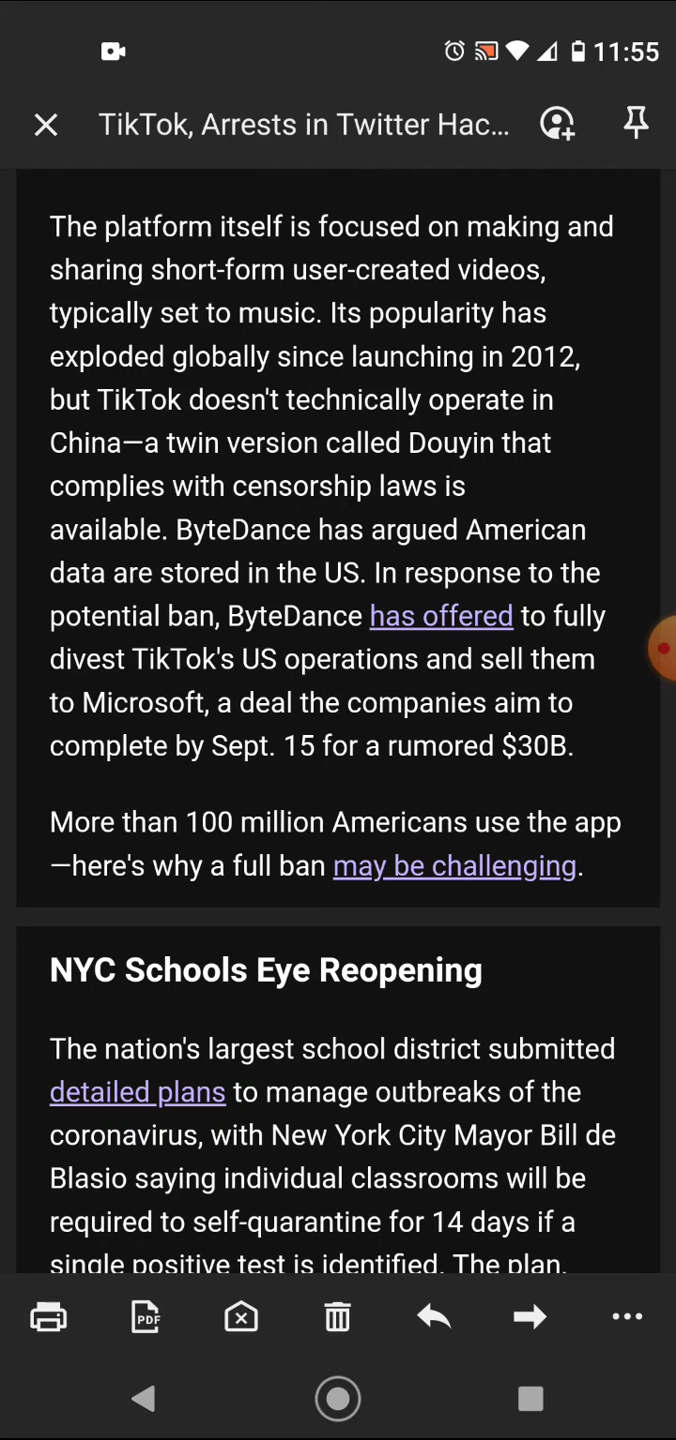 11:55
TikTok, Arrests in Twitter Hac...
The platform itself is focused on making and
sharing short-form user-created videos,
typically set to music. Its popularity has
exploded globally since launching in 2012,
but TikTok doesn't technically operate in
China—a twin version called Douyin that
complies with censorship laws is
available. ByteDance has argued American
data are stored in the US. In response to the
potential ban, ByteDance has offered to fully
divest TikTok's US operations and sell them
to Microsoft, a deal the companies aim to
complete by Sept. 15 for a rumored $30B.
More than 100 million Americans use the app
—here's why a full ban may be challenging.
NYC Schools Eye Reopening
The nation's largest school district submitted
detailed plans to manage outbreaks of the
coronavirus, with New York City Mayor Bill de
Blasio saying individual classrooms will be
required to self-quarantine for 14 days if a
single positive test is identified. The plan,
PDF